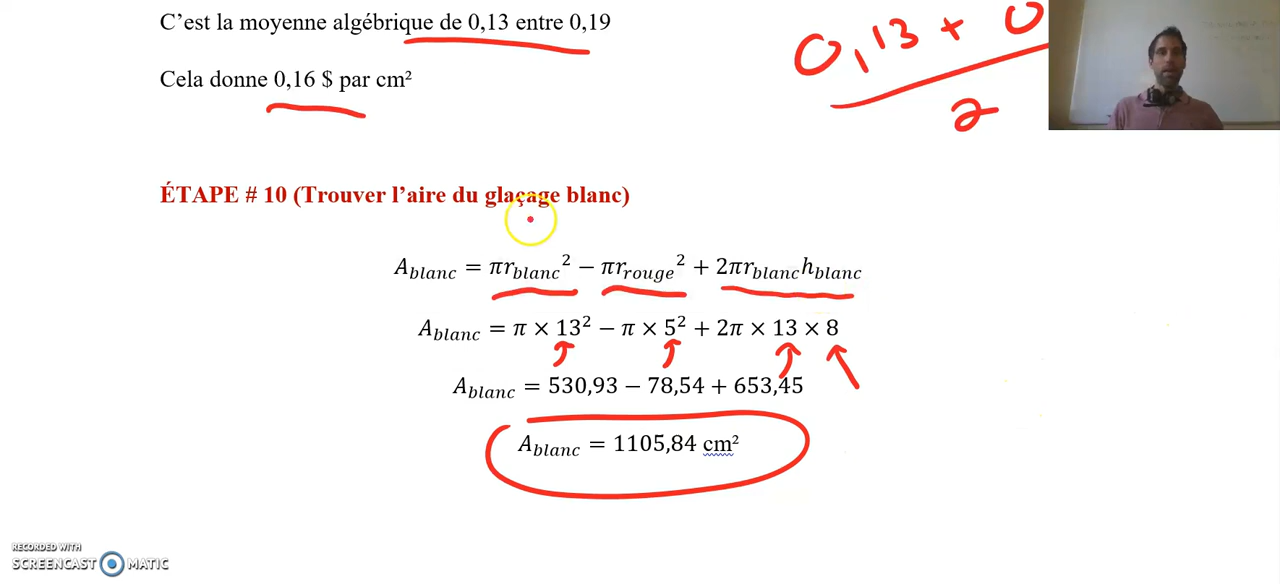 C'est la moyenne algébrique de 0,13 entre 0,19
0,13 + 0
2
Cela donne 0,16 $ par cm²
ÉTAPE # 10 (Trouver l'aire du glaçage blanc)
A_blanc = πr_blanc² − πr_rouge² + 2πr_blanc h_blanc
A_blanc = π × 13² − π × 5² + 2π × 13 × 8
A_blanc = 530,93 − 78,54 + 653,45
A_blanc = 1105,84 cm²
RECORDED WITH
SCREENCAST MATIC